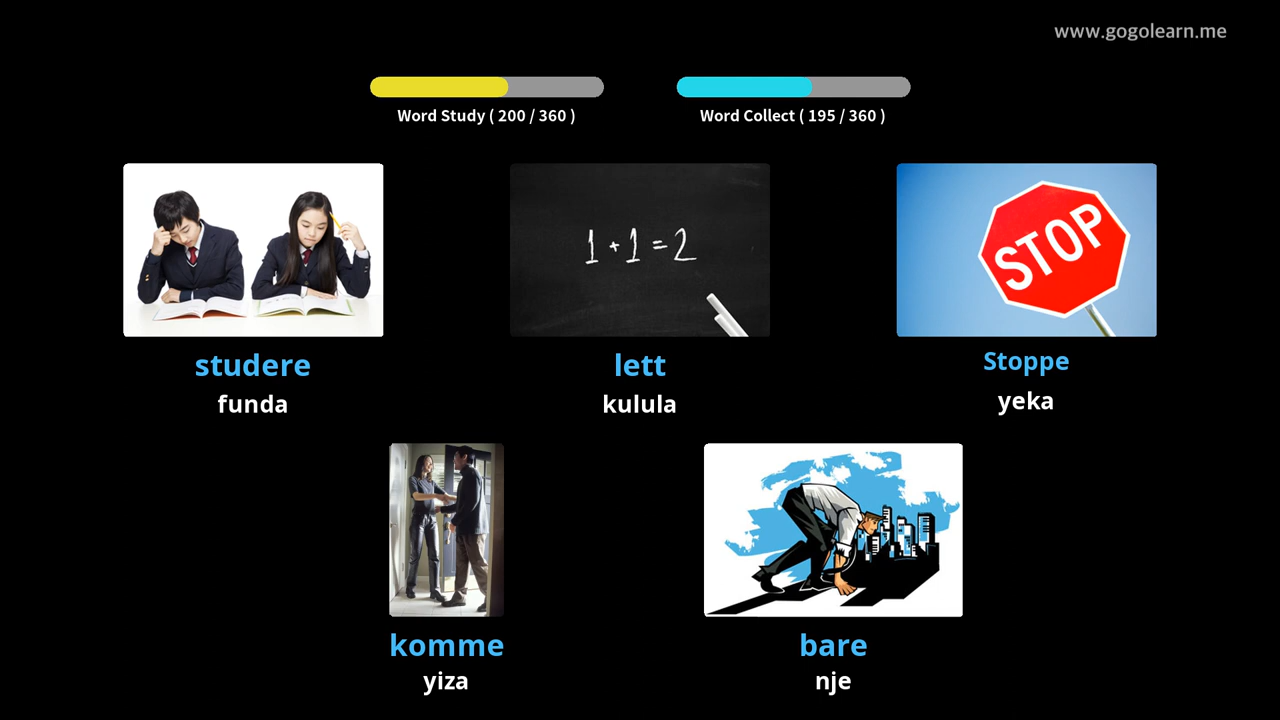 www.gogolearn.me
Word Study ( 200 / 360 )
Word Collect ( 195 / 360 )
1 + 1 = 2
STOP
studere
funda
lett
kulula
Stoppe
yeka
komme
yiza
bare
nje